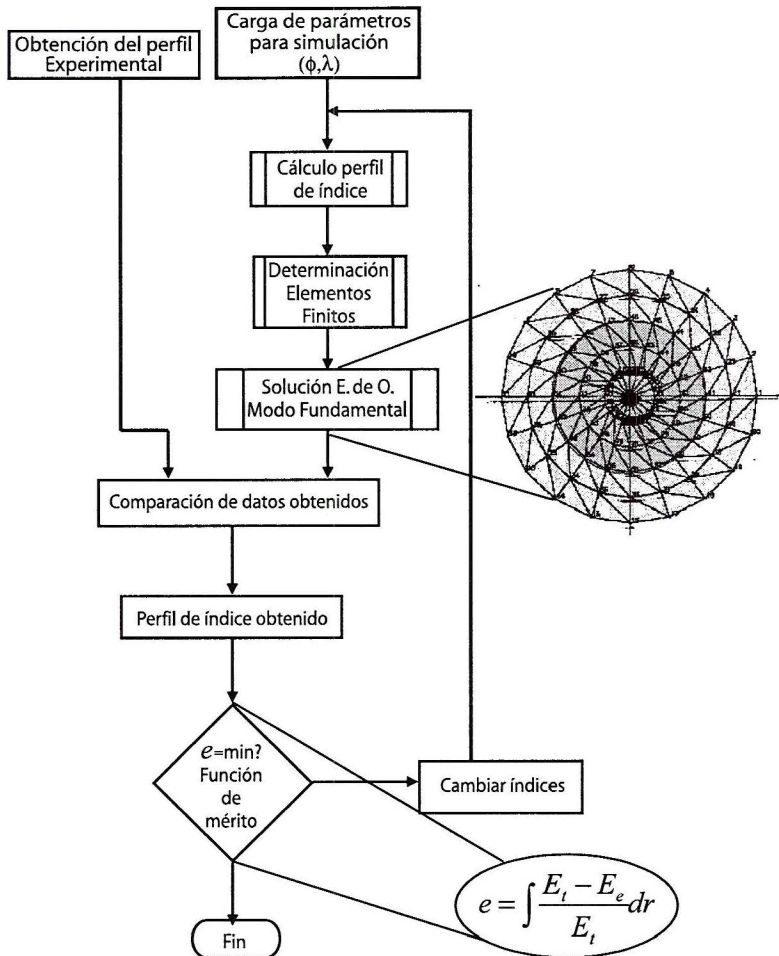 Obtención del perfil
Experimental
Carga de parámetros
para simulación
(ϕ,λ)
Cálculo perfil
de índice
Determinación
Elementos
Finitos
Solución E. de O.
Modo Fundamental
Comparación de datos obtenidos
Perfil de índice obtenido
e=min?
Función
de
mérito
Cambiar índices
e = ∫ (E_t − E_e)/E_t dr
Fin